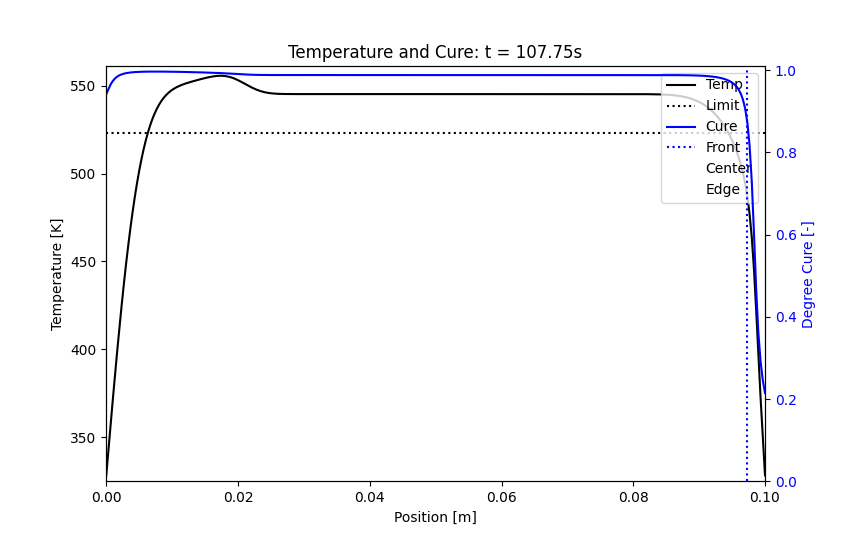 Temperature and Cure: t = 107.75s
550
500
450
400
350
Temperature [K]
0.00
0.02
0.04
0.06
0.08
0.10
Position [m]
1.0
0.8
0.6
0.4
0.2
0.0
Degree Cure [-]
Temp
Limit
Cure
Front
Center
Edge